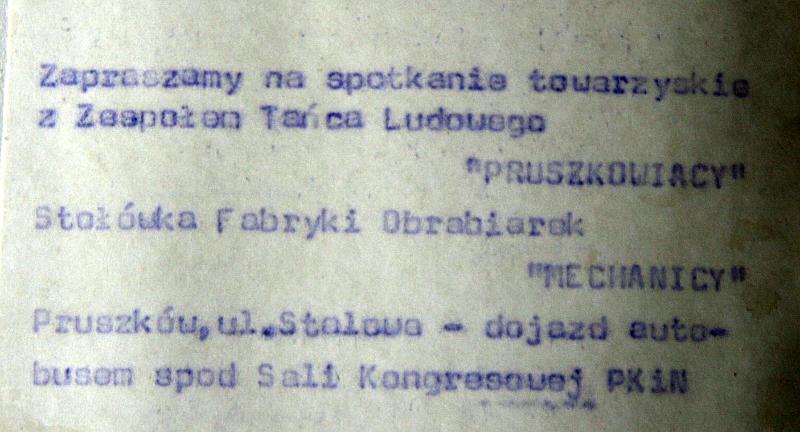 Zapraszamy na spotkanie towarzyskie
z Zespołem Tańca Ludowego
"PRUSZKOWIACY"
Stołówka Fabryki Obrabiarek
"MECHANICY"
Pruszków,ul.Stalowa - dojazd auto-
busem spod Sali Kongresowej PKiN